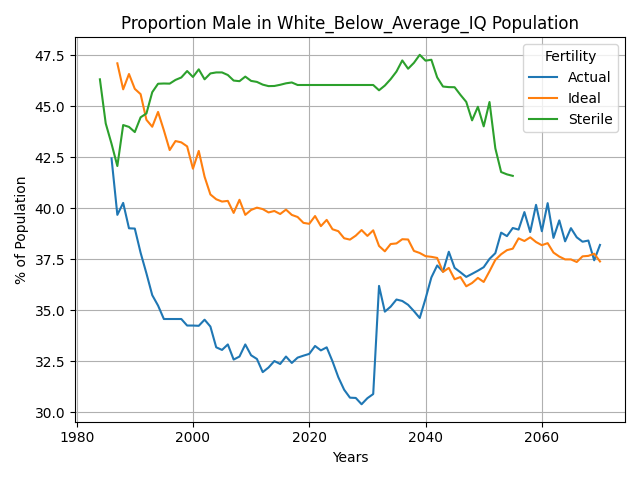 Proportion Male in White_Below_Average_IQ Population
47.5
45.0
42.5
40.0
37.5
35.0
32.5
30.0
% of Population
Fertility
Actual
Ideal
Sterile
1980
2000
2020
2040
2060
Years